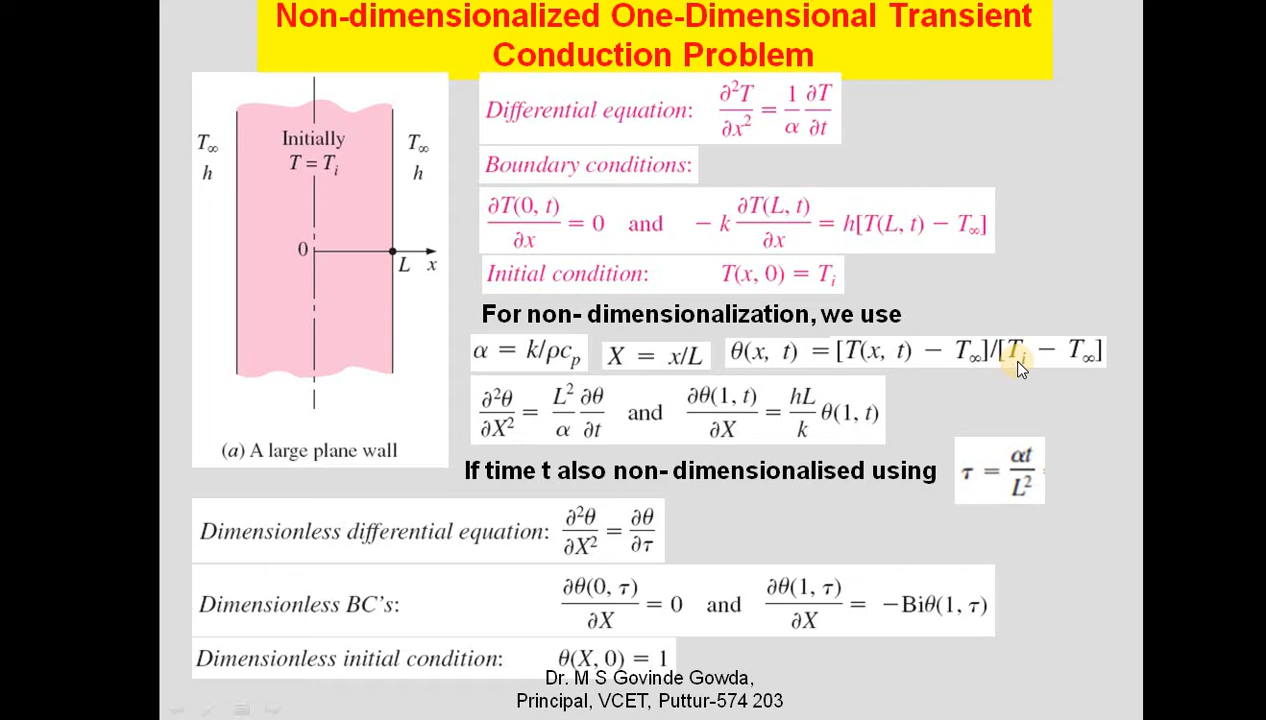 Non-dimensionalized One-Dimensional Transient
Conduction Problem
T∞
h
Initially
T = Ti
T∞
h
0
L x
(a) A large plane wall
Differential equation: ∂²T/∂x² = 1/α ∂T/∂t
Boundary conditions:
∂T(0, t)/∂x = 0 and − k ∂T(L, t)/∂x = h[T(L, t) − T∞]
Initial condition: T(x, 0) = Ti
For non- dimensionalization, we use
α = k/ρcp X = x/L θ(x, t) = [T(x, t) − T∞]/[Ti − T∞]
∂²θ/∂X² = L²/α ∂θ/∂t and ∂θ(1, t)/∂X = hL/k θ(1, t)
If time t also non- dimensionalised using τ = αt/L²
Dimensionless differential equation: ∂²θ/∂X² = ∂θ/∂τ
Dimensionless BC's: ∂θ(0, τ)/∂X = 0 and ∂θ(1, τ)/∂X = −Biθ(1, τ)
Dimensionless initial condition: θ(X, 0) = 1
Dr. M S Govinde Gowda,
Principal, VCET, Puttur-574 203